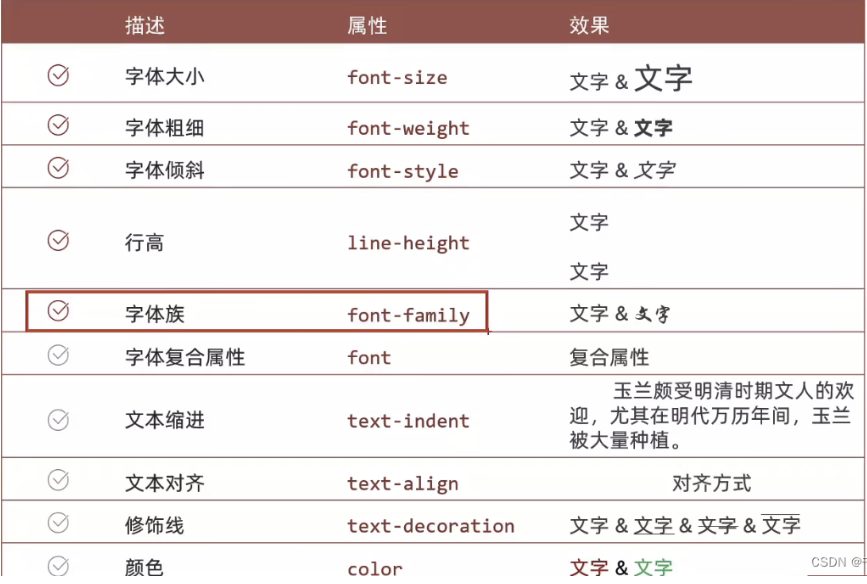 描述 属性 效果
字体大小 font-size 文字 & 文字
字体粗细 font-weight 文字 & 文字
字体倾斜 font-style 文字 & 文字
行高 line-height 文字
文字
字体族 font-family 文字 & 文字
字体复合属性 font 复合属性
文本缩进 text-indent 玉兰颇受明清时期文人的欢
迎，尤其在明代万历年间，玉兰
被大量种植。
文本对齐 text-align 对齐方式
修饰线 text-decoration 文字 & 文字 & 文字 & 文字
颜色 color 文字 & 文字
CSDN @